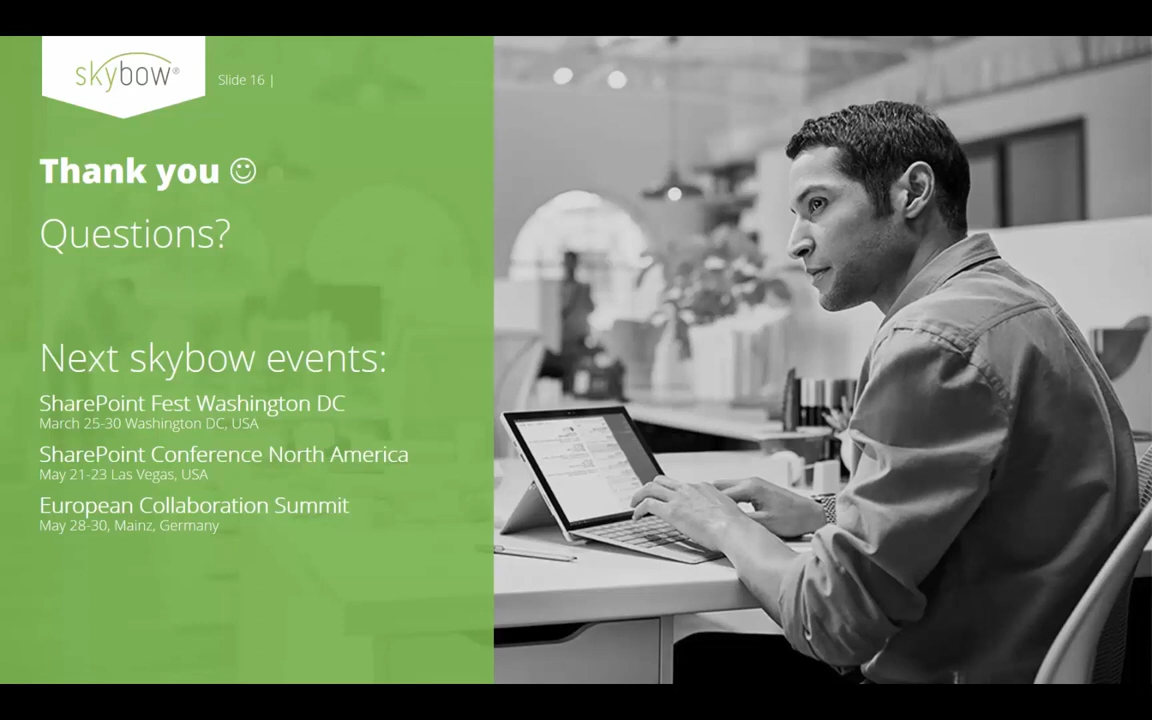 skybow®
Slide 16 |
Thank you ☺
Questions?
Next skybow events:
SharePoint Fest Washington DC
March 25-30 Washington DC, USA
SharePoint Conference North America
May 21-23 Las Vegas, USA
European Collaboration Summit
May 28-30, Mainz, Germany